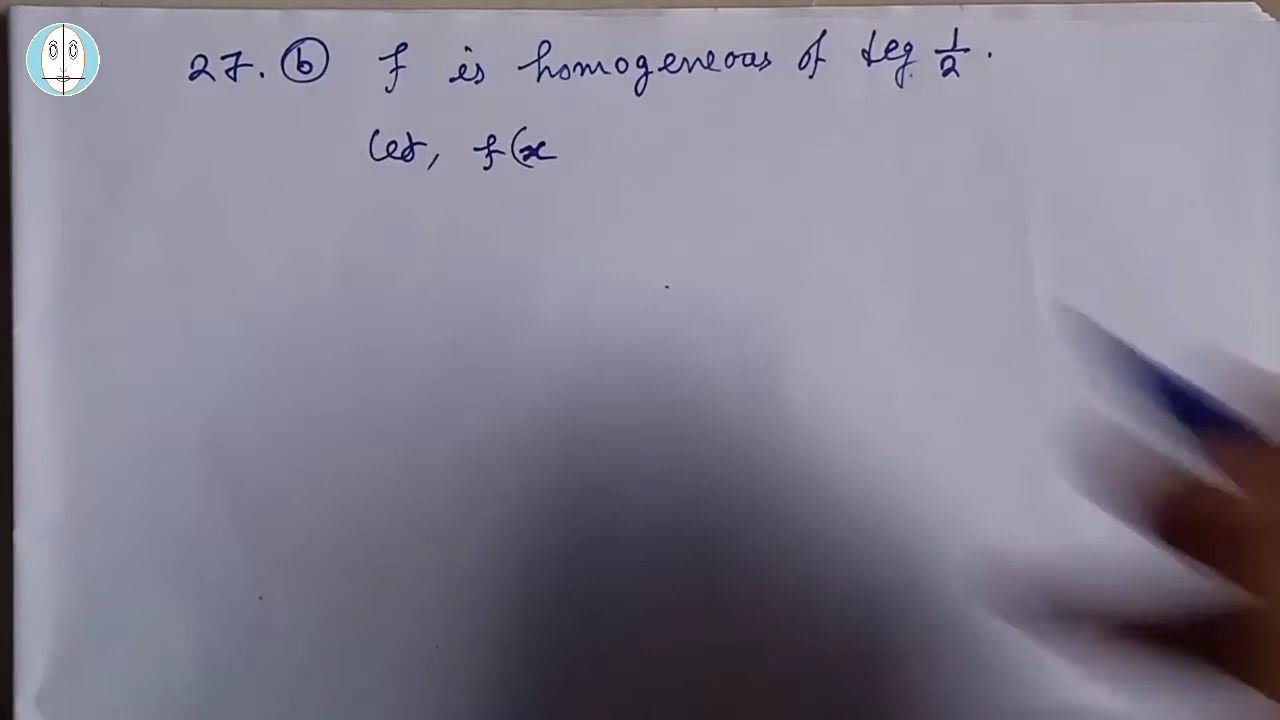 27. ⓑ f is homogeneous of deg 1/2.
Let, f(x